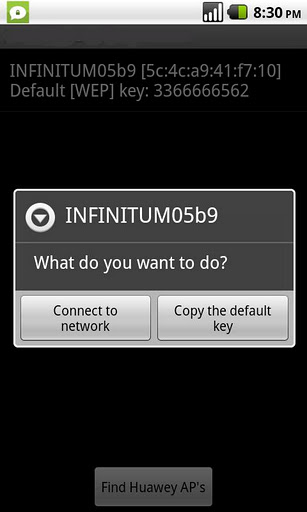 8:30 PM
INFINITUM05b9 [5c:4c:a9:41:f7:10]
Default [WEP] key: 3366666562
INFINITUM05b9
What do you want to do?
Connect to
network
Copy the default
key
Find Huawey AP's